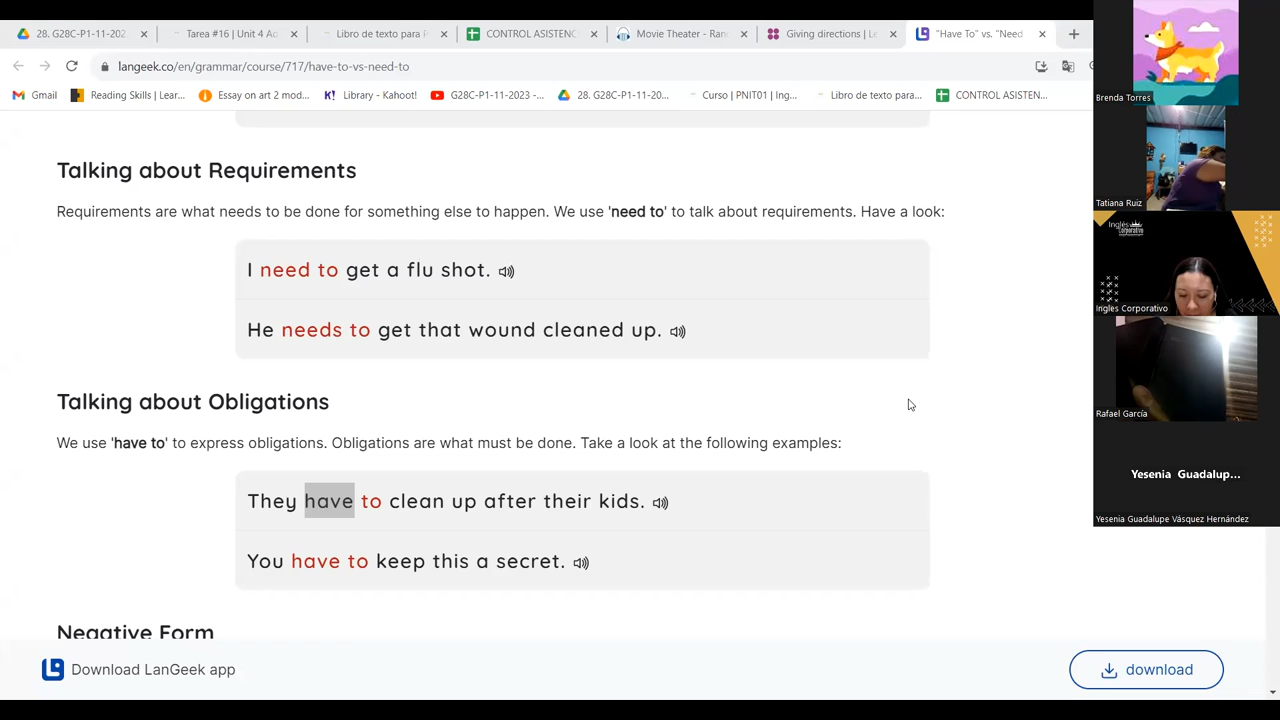 28. G28C-P1-11-202
Tarea #16 | Unit 4 Ao
Libro de texto para P
CONTROL ASISTENC
Movie Theater - Ran
Giving directions | Le
"Have To" vs. "Need
langeek.co/en/grammar/course/717/have-to-vs-need-to
Gmail
Reading Skills | Lear...
Essay on art 2 mod...
Library - Kahoot!
G28C-P1-11-2023 -...
28. G28C-P1-11-20...
Curso | PNIT01 | Ing...
Libro de texto para...
CONTROL ASISTEN...
Talking about Requirements
Requirements are what needs to be done for something else to happen. We use 'need to' to talk about requirements. Have a look:
I need to get a flu shot.
He needs to get that wound cleaned up.
Talking about Obligations
We use 'have to' to express obligations. Obligations are what must be done. Take a look at the following examples:
They have to clean up after their kids.
You have to keep this a secret.
Negative Form
Download LanGeek app
download
Brenda Torres
Tatiana Ruiz
Inglés
Corporativo
Ingles Corporativo
Rafael García
Yesenia Guadalup...
Yesenia Guadalupe Vásquez Hernández